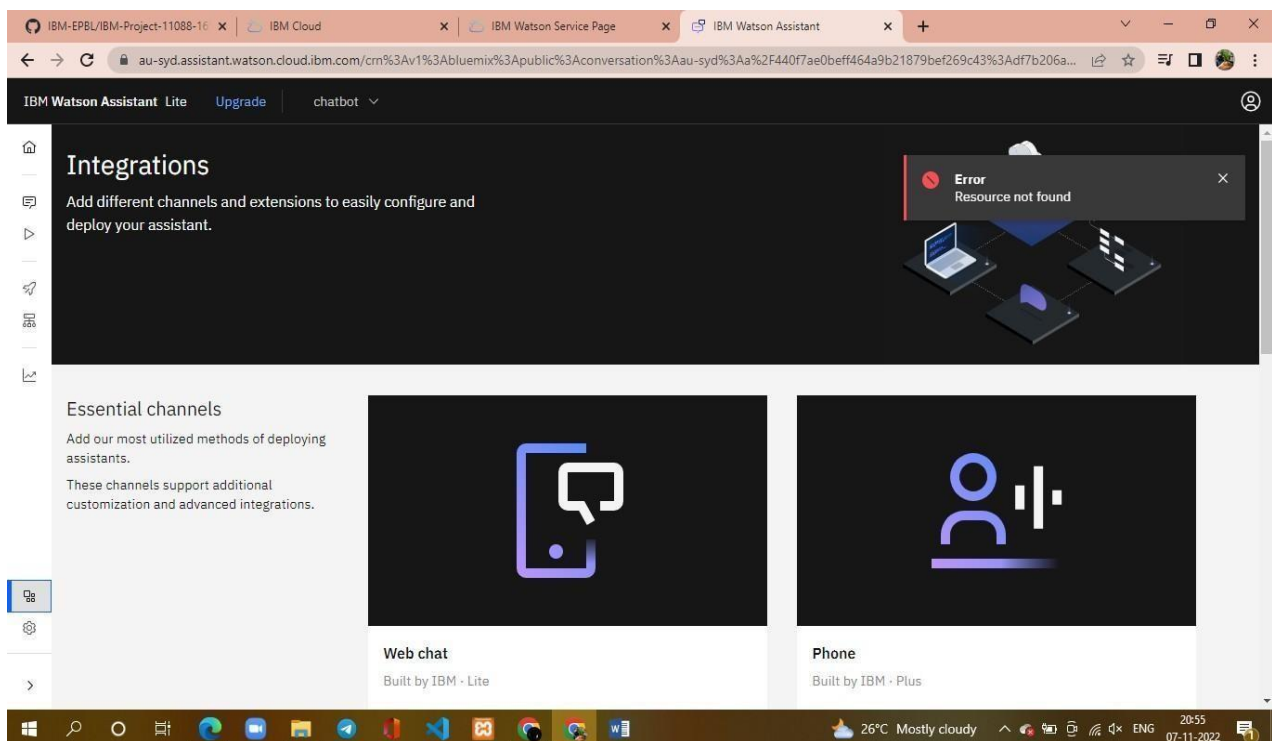 IBM-EPBL/IBM-Project-11088-16
IBM Cloud
IBM Watson Service Page
IBM Watson Assistant
au-syd.assistant.watson.cloud.ibm.com/crn%3Av1%3Abluemix%3Apublic%3Aconversation%3Aau-syd%3Aa%2F440f7ae0beff464a9b21879bef269c43%3Adf7b206a...
IBM Watson Assistant Lite Upgrade chatbot
Integrations
Add different channels and extensions to easily configure and
deploy your assistant.
Error
Resource not found
Essential channels
Add our most utilized methods of deploying
assistants.
These channels support additional
customization and advanced integrations.
Web chat
Built by IBM · Lite
Phone
Built by IBM · Plus
26°C Mostly cloudy
ENG
20:55
07-11-2022